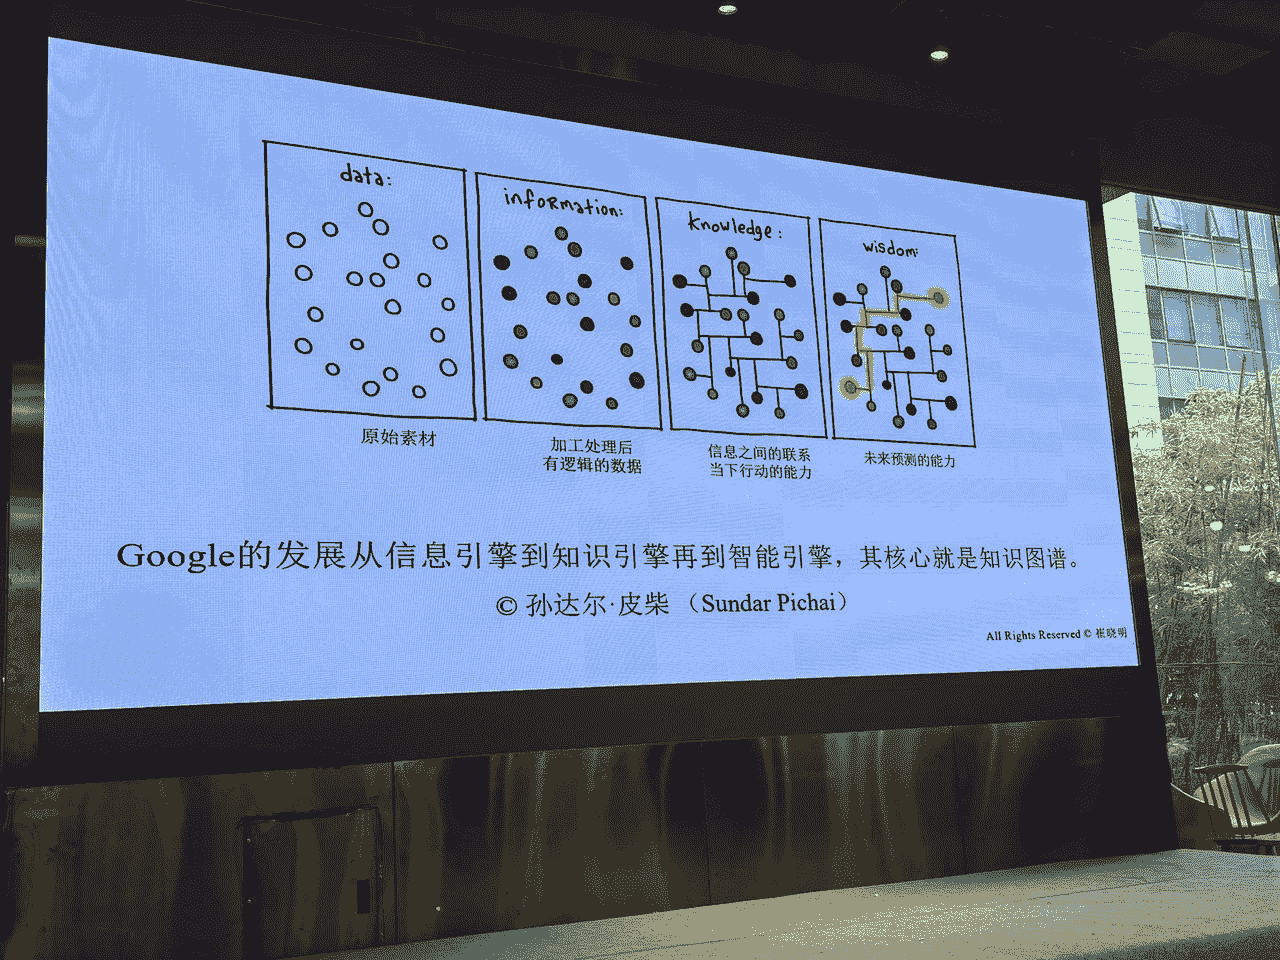 data:
information:
knowledge:
wisdom:
原始素材
加工处理后
有逻辑的数据
信息之间的联系
当下行动的能力
未来预测的能力
Google的发展从信息引擎到知识引擎再到智能引擎，其核心就是知识图谱。
© 孙达尔·皮柴 （Sundar Pichai）
All Rights Reserved © 崔晓明